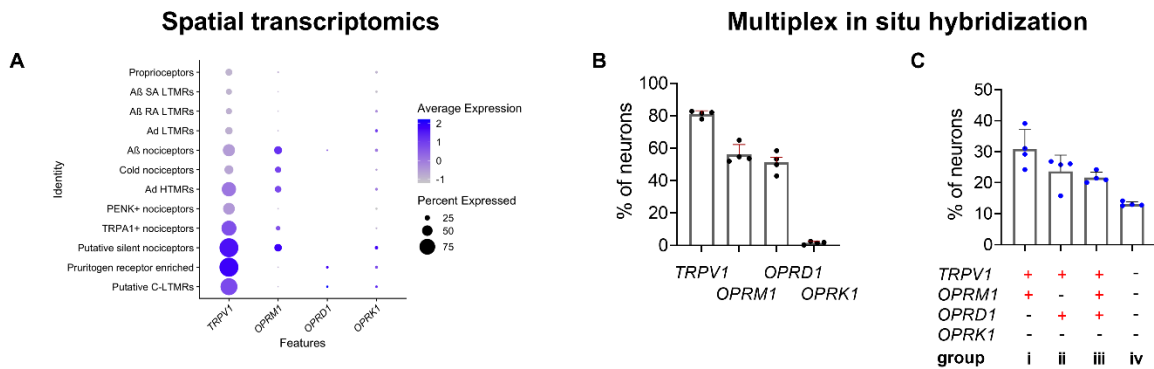 Spatial transcriptomics
Multiplex in situ hybridization
A
Proprioceptors
Aß SA LTMRs
Aß RA LTMRs
Ad LTMRs
Aß nociceptors
Cold nociceptors
Ad HTMRs
PENK+ nociceptors
TRPA1+ nociceptors
Putative silent nociceptors
Pruritogen receptor enriched
Putative C-LTMRs
Identity
TRPV1
OPRM1
OPRD1
OPRK1
Features
Average Expression
2
1
0
-1
Percent Expressed
25
50
75
B
% of neurons
100
80
60
40
20
0
TRPV1 OPRD1
OPRM1 OPRK1
C
% of neurons
50
40
30
20
10
0
TRPV1 + + + -
OPRM1 + - + -
OPRD1 - + + -
OPRK1 - - - -
group i ii iii iv